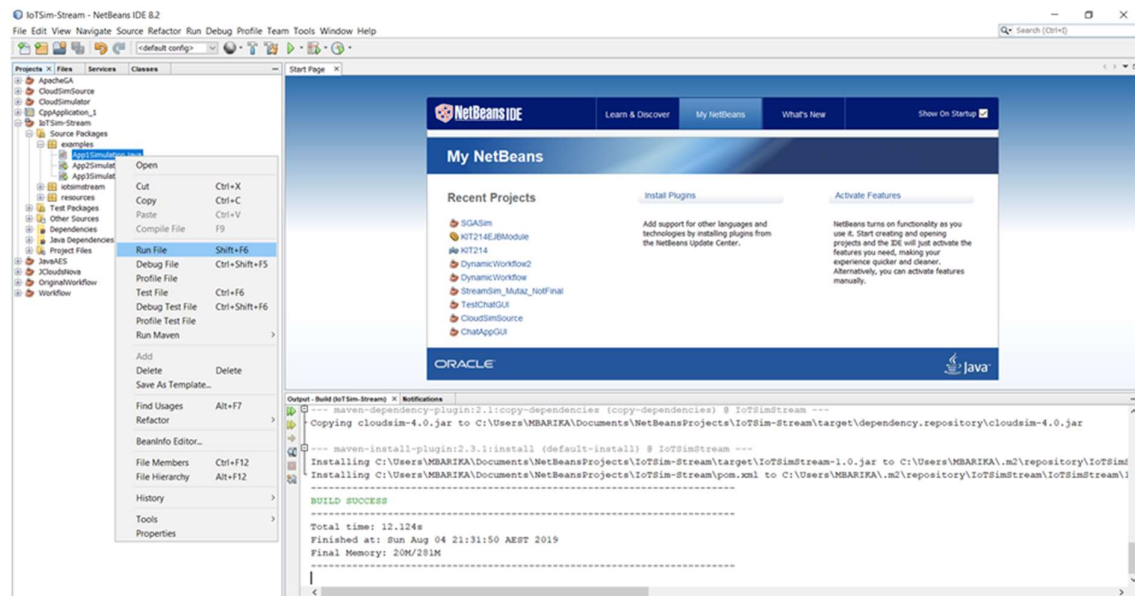 IoTSim-Stream - NetBeans IDE 8.2
File Edit View Navigate Source Refactor Run Debug Profile Team Tools Window Help
Search (Ctrl+I)
<default config>
Projects × Files Services Classes
Start Page ×
ApacheGA
CloudSimSource
CloudSimulator
CppApplication_1
IoTSim-Stream
Source Packages
examples
App1Simulation.java
App2Simulat
App3Simulat
iotsimstream
resources
Test Packages
Other Sources
Dependencies
Java Dependencies
Project Files
JavaAES
JCloudsNova
OriginalWorkflow
Workflow
Open
Cut Ctrl+X
Copy Ctrl+C
Paste Ctrl+V
Compile File F9
Run File Shift+F6
Debug File Ctrl+Shift+F5
Profile File
Test File Ctrl+F6
Debug Test File Ctrl+Shift+F6
Profile Test File
Run Maven
Add
Delete Delete
Save As Template...
Find Usages Alt+F7
Refactor
BeanInfo Editor...
File Members Ctrl+F12
File Hierarchy Alt+F12
History
Tools
Properties
NetBeans IDE
Learn & Discover My NetBeans What's New Show On Startup
My NetBeans
Recent Projects
SGASim
KIT214EJBModule
KIT214
DynamicWorkflow2
DynamicWorkflow
StreamSim_Mutaz_NotFinal
TestChatGUI
CloudSimSource
ChatAppGUI
Install Plugins
Add support for other languages and
technologies by installing plugins from
the NetBeans Update Center.
Activate Features
NetBeans turns on functionality as you
use it. Start creating and opening
projects and the IDE will just activate the
features you need, making your
experience quicker and cleaner.
Alternatively, you can activate features
manually.
ORACLE Java
Output - Build (IoTSim-Stream) × Notifications
--- maven-dependency-plugin:2.1:copy-dependencies (copy-dependencies) @ IoTSimStream ---
Copying cloudsim-4.0.jar to C:\Users\MBARIKA\Documents\NetBeansProjects\IoTSim-Stream\target\dependency.repository\cloudsim-4.0.jar
--- maven-install-plugin:2.3.1:install (default-install) @ IoTSimStream ---
Installing C:\Users\MBARIKA\Documents\NetBeansProjects\IoTSim-Stream\target\IoTSimStream-1.0.jar to C:\Users\MBARIKA\.m2\repository\IoTSimS
Installing C:\Users\MBARIKA\Documents\NetBeansProjects\IoTSim-Stream\pom.xml to C:\Users\MBARIKA\.m2\repository\IoTSimStream\IoTSimStream\1
------------------------------------------------------------------------
BUILD SUCCESS
------------------------------------------------------------------------
Total time: 12.124s
Finished at: Sun Aug 04 21:31:50 AEST 2019
Final Memory: 20M/281M
------------------------------------------------------------------------